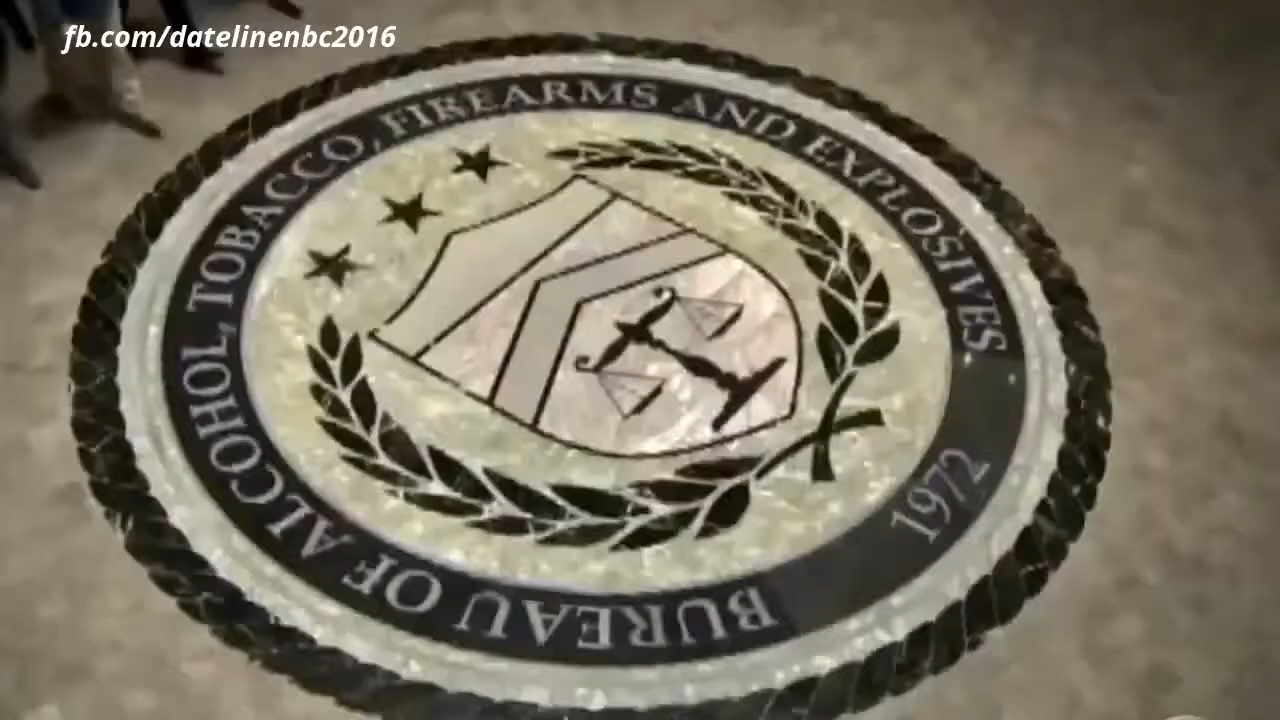 fb.com/datelinenbc2016
BUREAU OF ALCOHOL, TOBACCO, FIREARMS AND EXPLOSIVES
1972